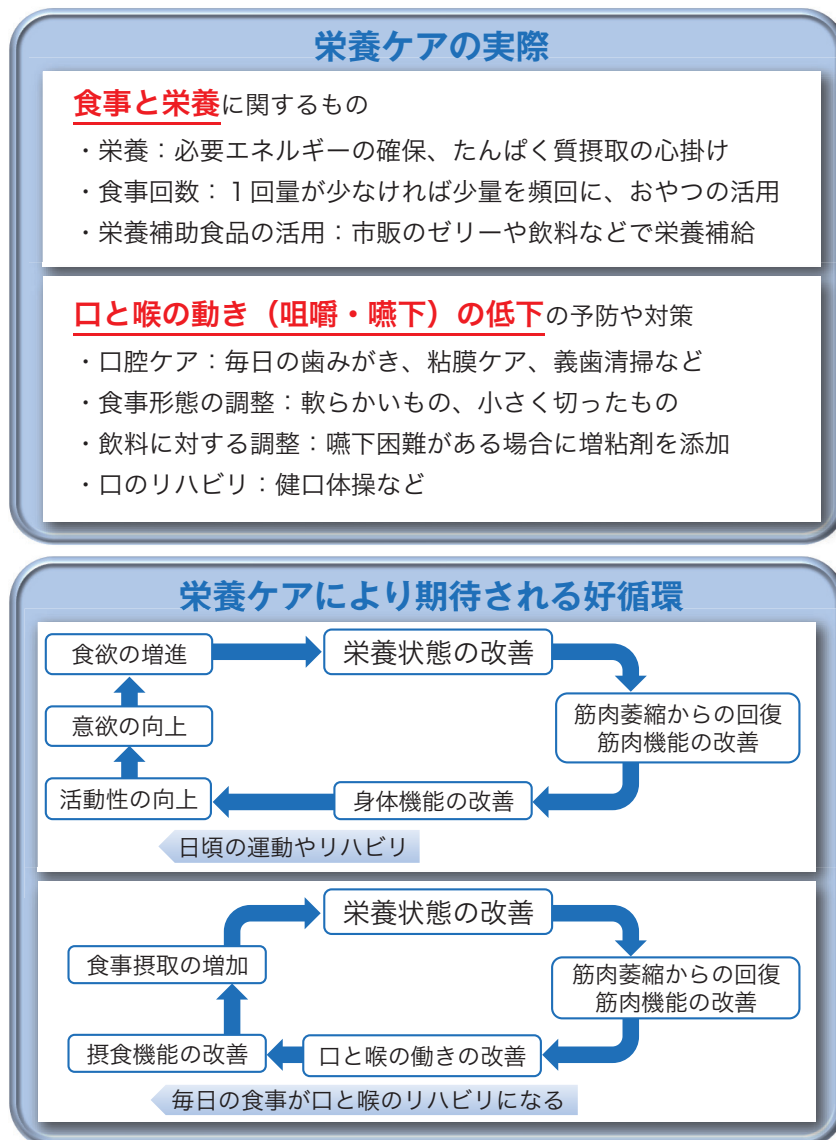 栄養ケアの実際
食事と栄養に関するもの
・栄養：必要エネルギーの確保、たんぱく質摂取の心掛け
・食事回数：１回量が少なければ少量を頻回に、おやつの活用
・栄養補助食品の活用：市販のゼリーや飲料などで栄養補給
口と喉の動き（咀嚼・嚥下）の低下の予防や対策
・口腔ケア：毎日の歯みがき、粘膜ケア、義歯清掃など
・食事形態の調整：軟らかいもの、小さく切ったもの
・飲料に対する調整：嚥下困難がある場合に増粘剤を添加
・口のリハビリ：健口体操など
栄養ケアにより期待される好循環
食欲の増進
栄養状態の改善
筋肉萎縮からの回復
筋肉機能の改善
意欲の向上
活動性の向上
身体機能の改善
日頃の運動やリハビリ
栄養状態の改善
食事摂取の増加
筋肉萎縮からの回復
筋肉機能の改善
摂食機能の改善
口と喉の働きの改善
毎日の食事が口と喉のリハビリになる